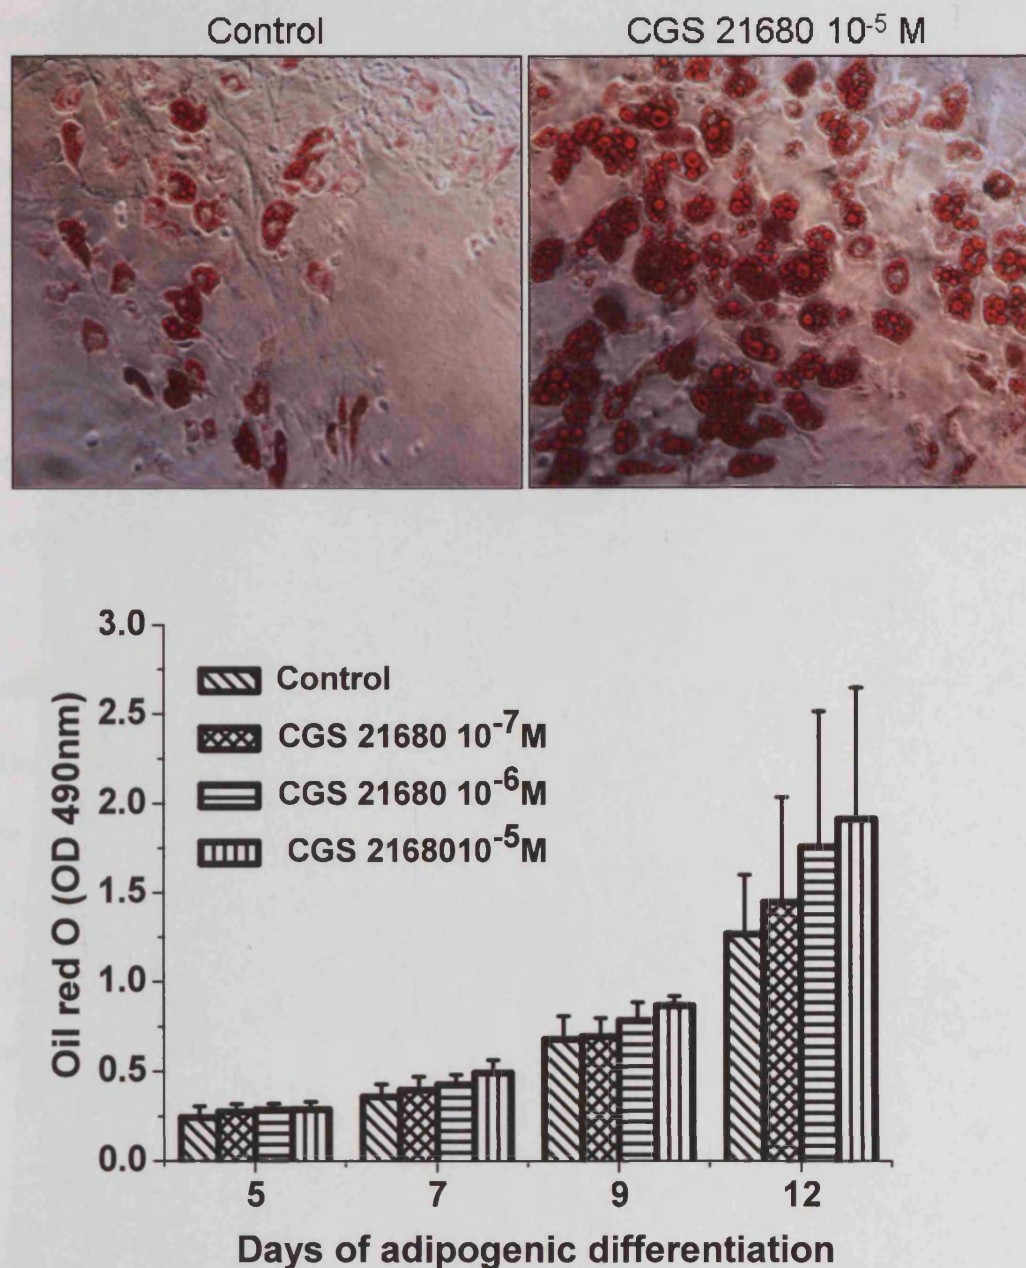 Control
CGS 21680 10⁻⁵ M
3.0
2.5
2.0
1.5
1.0
0.5
0.0
Oil red O (OD 490nm)
Control
CGS 21680 10⁻⁷M
CGS 21680 10⁻⁶M
CGS 2168010⁻⁵M
5 7 9 12
Days of adipogenic differentiation